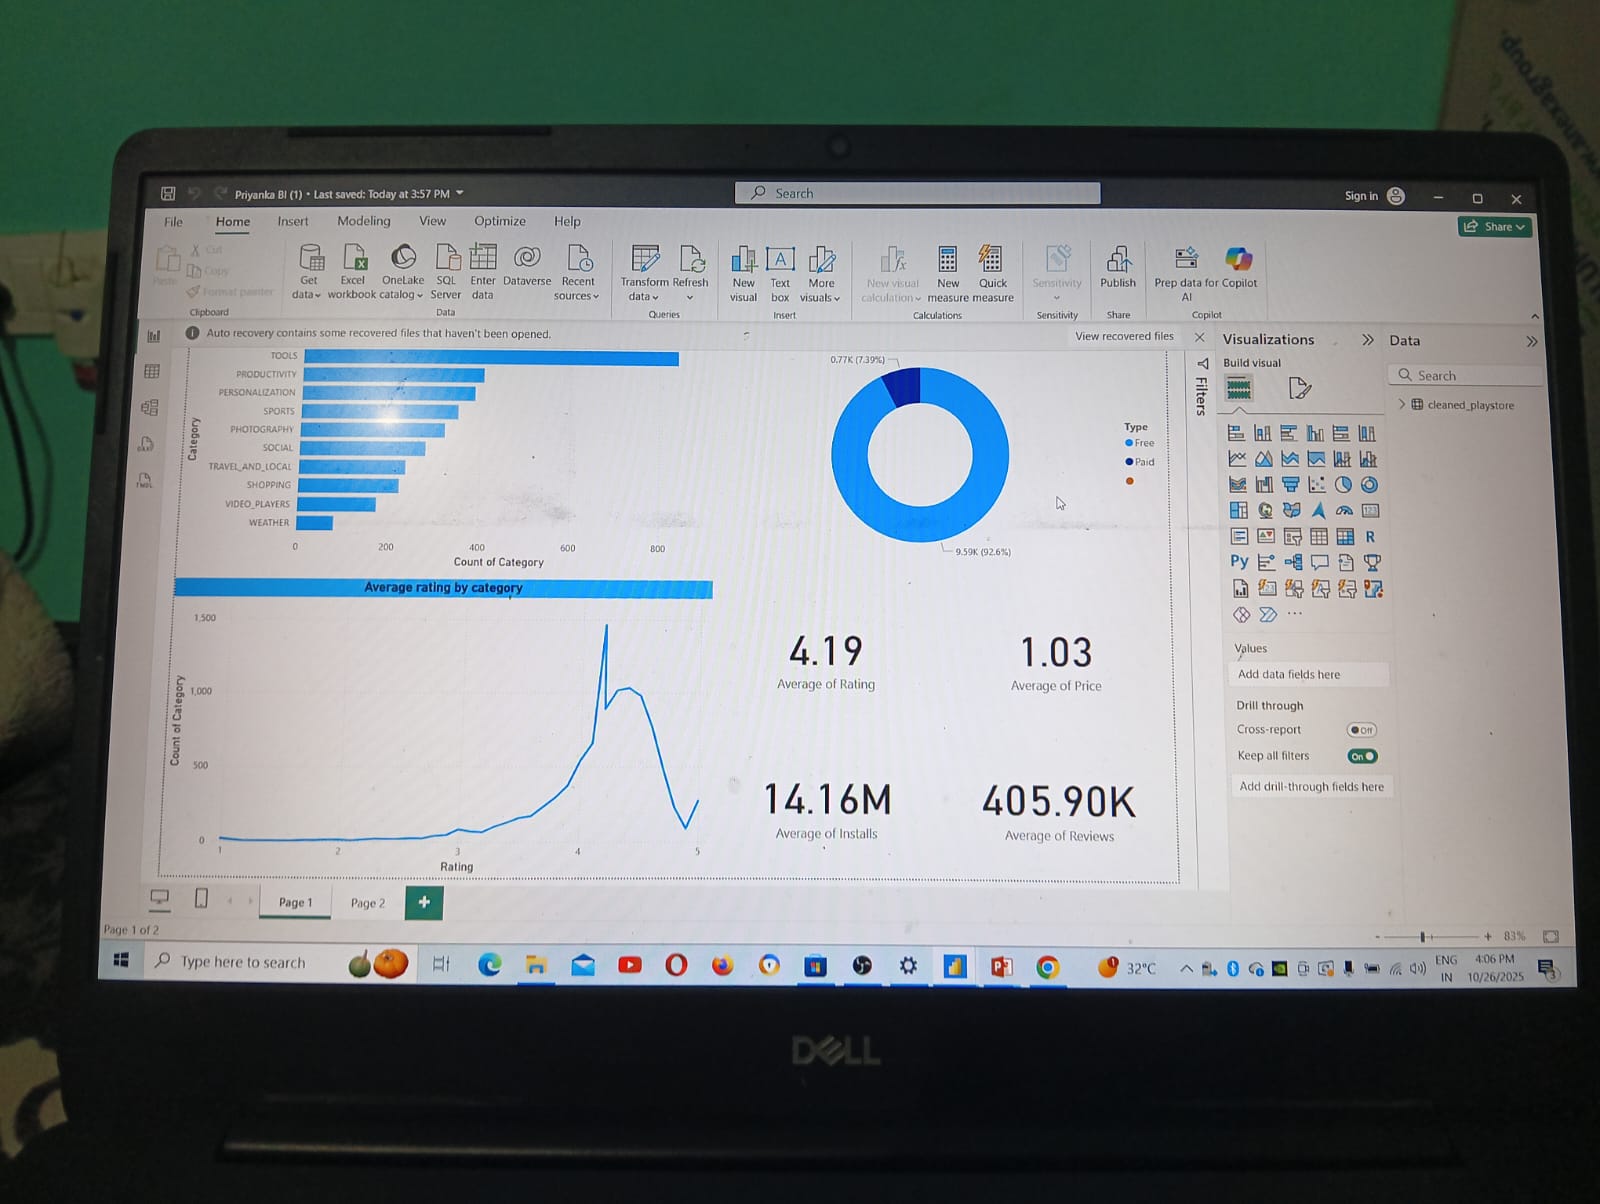 Priyanka BI (1) • Last saved: Today at 3:57 PM
Search
Sign in
File Home Insert Modeling View Optimize Help
Share
Paste
Cut
Copy
Format painter
Clipboard
Get data
Excel workbook
OneLake catalog
SQL Server
Enter data
Dataverse
Recent sources
Data
Transform data
Refresh
Queries
New visual
Text box
More visuals
Insert
New visual calculation
New measure
Quick measure
Calculations
Sensitivity
Sensitivity
Publish
Share
Prep data for AI
Copilot
Copilot
Auto recovery contains some recovered files that haven't been opened.
View recovered files
Category
TOOLS
PRODUCTIVITY
PERSONALIZATION
SPORTS
PHOTOGRAPHY
SOCIAL
TRAVEL_AND_LOCAL
SHOPPING
VIDEO_PLAYERS
WEATHER
0 200 400 600 800
Count of Category
0.77K (7.39%)
9.59K (92.6%)
Type
Free
Paid
Average rating by category
Count of Category
1,500
1,000
500
0
1 2 3 4 5
Rating
4.19
Average of Rating
1.03
Average of Price
14.16M
Average of Installs
405.90K
Average of Reviews
Filters
Visualizations
Build visual
123
R
Py
Values
Add data fields here
Drill through
Cross-report
Off
Keep all filters
On
Add drill-through fields here
Data
Search
cleaned_playstore
Page 1
Page 2
Page 1 of 2
83%
Type here to search
32°C
ENG
IN
4:06 PM
10/26/2025
3
DELL